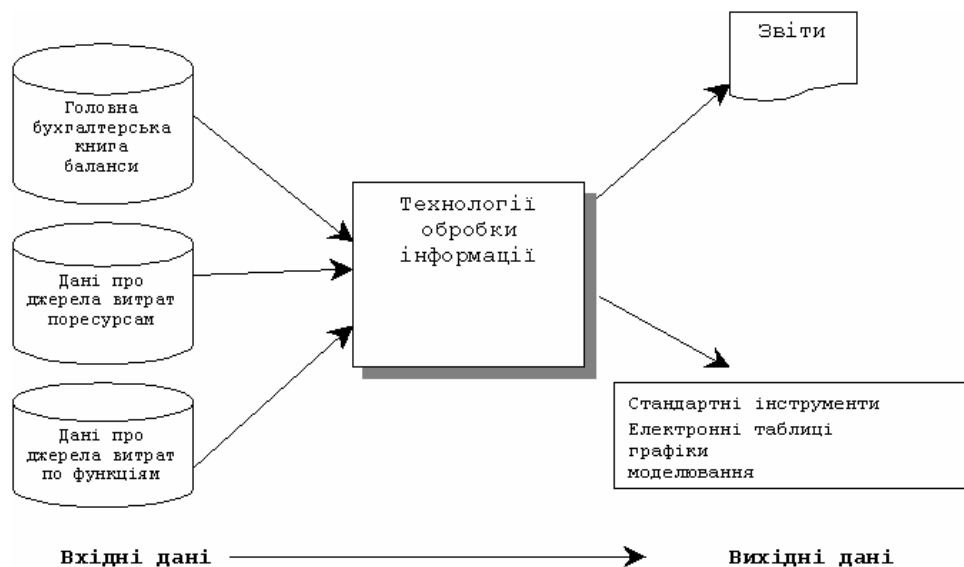 Звіти
Головна
бухгалтерська
книга
баланси
Технології
обробки
інформації
Дані про
джерела витрат
поресурсам
Стандартні інструменти
Електронні таблиці
графіки
моделювання
Дані про
джерела витрат
по функціям
Вхідні дані
Вихідні дані